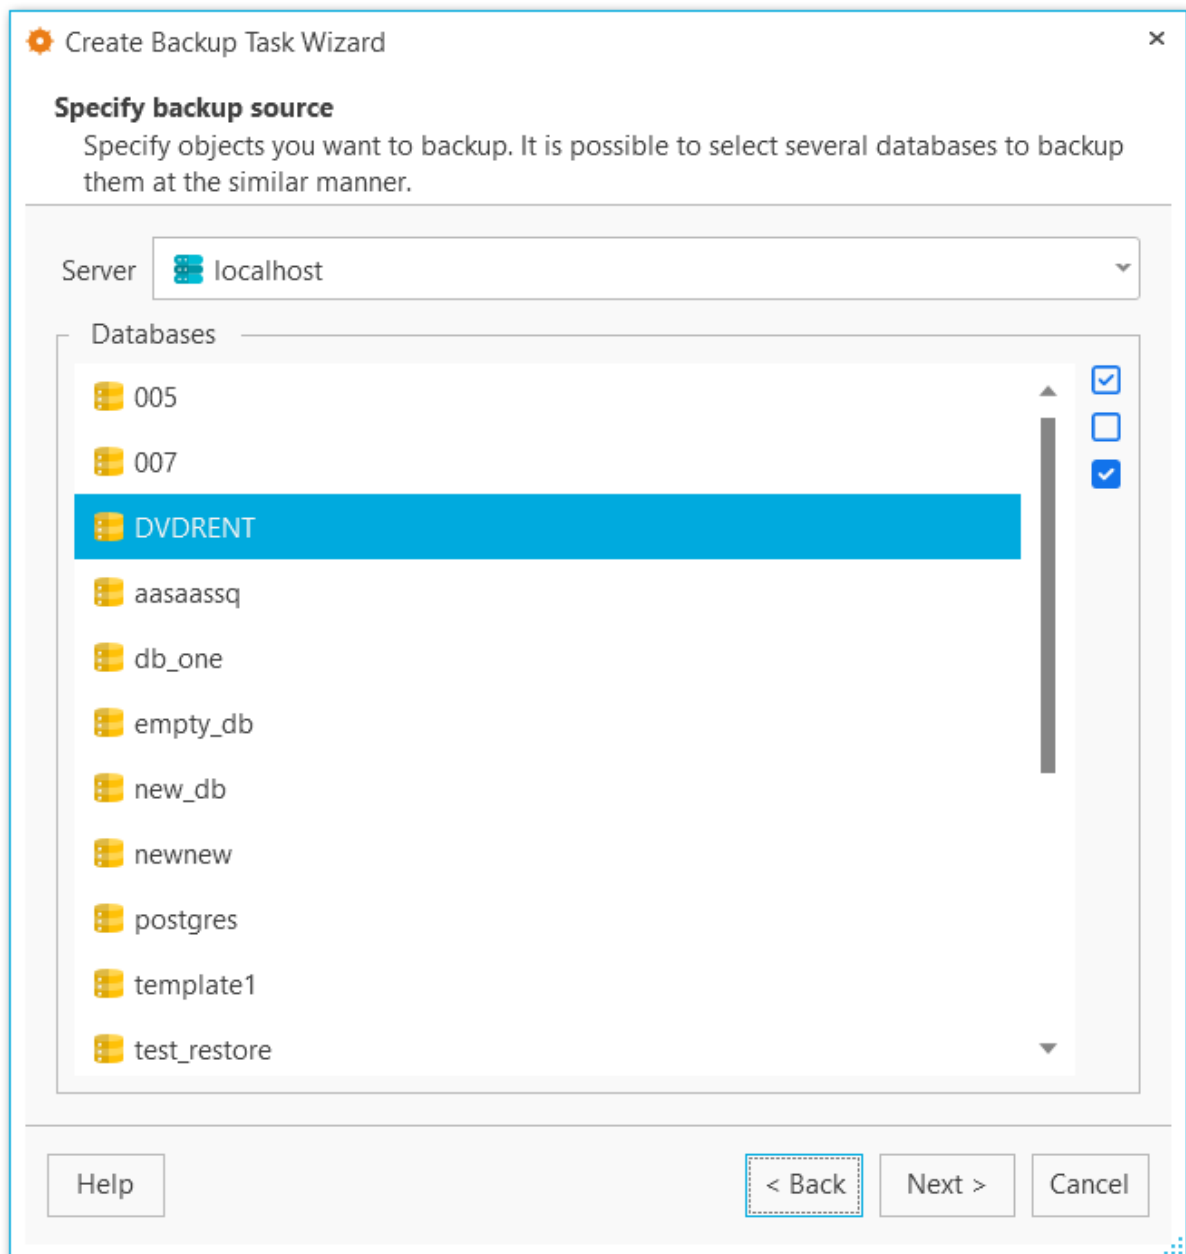 Create Backup Task Wizard
Specify backup source
Specify objects you want to backup. It is possible to select several databases to backup
them at the similar manner.
Server localhost
Databases
005
007
DVDRENT
aasaassq
db_one
empty_db
new_db
newnew
postgres
template1
test_restore
Help < Back Next > Cancel